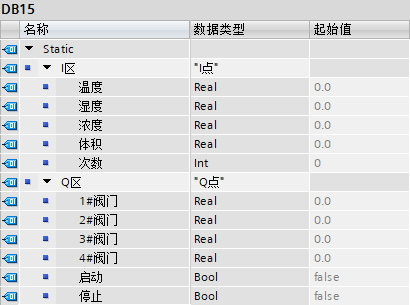 DB15
名称 数据类型 起始值
Static
I区 "I点"
温度 Real 0.0
湿度 Real 0.0
浓度 Real 0.0
体积 Real 0.0
次数 Int 0
Q区 "Q点"
1#阀门 Real 0.0
2#阀门 Real 0.0
3#阀门 Real 0.0
4#阀门 Real 0.0
启动 Bool false
停止 Bool false